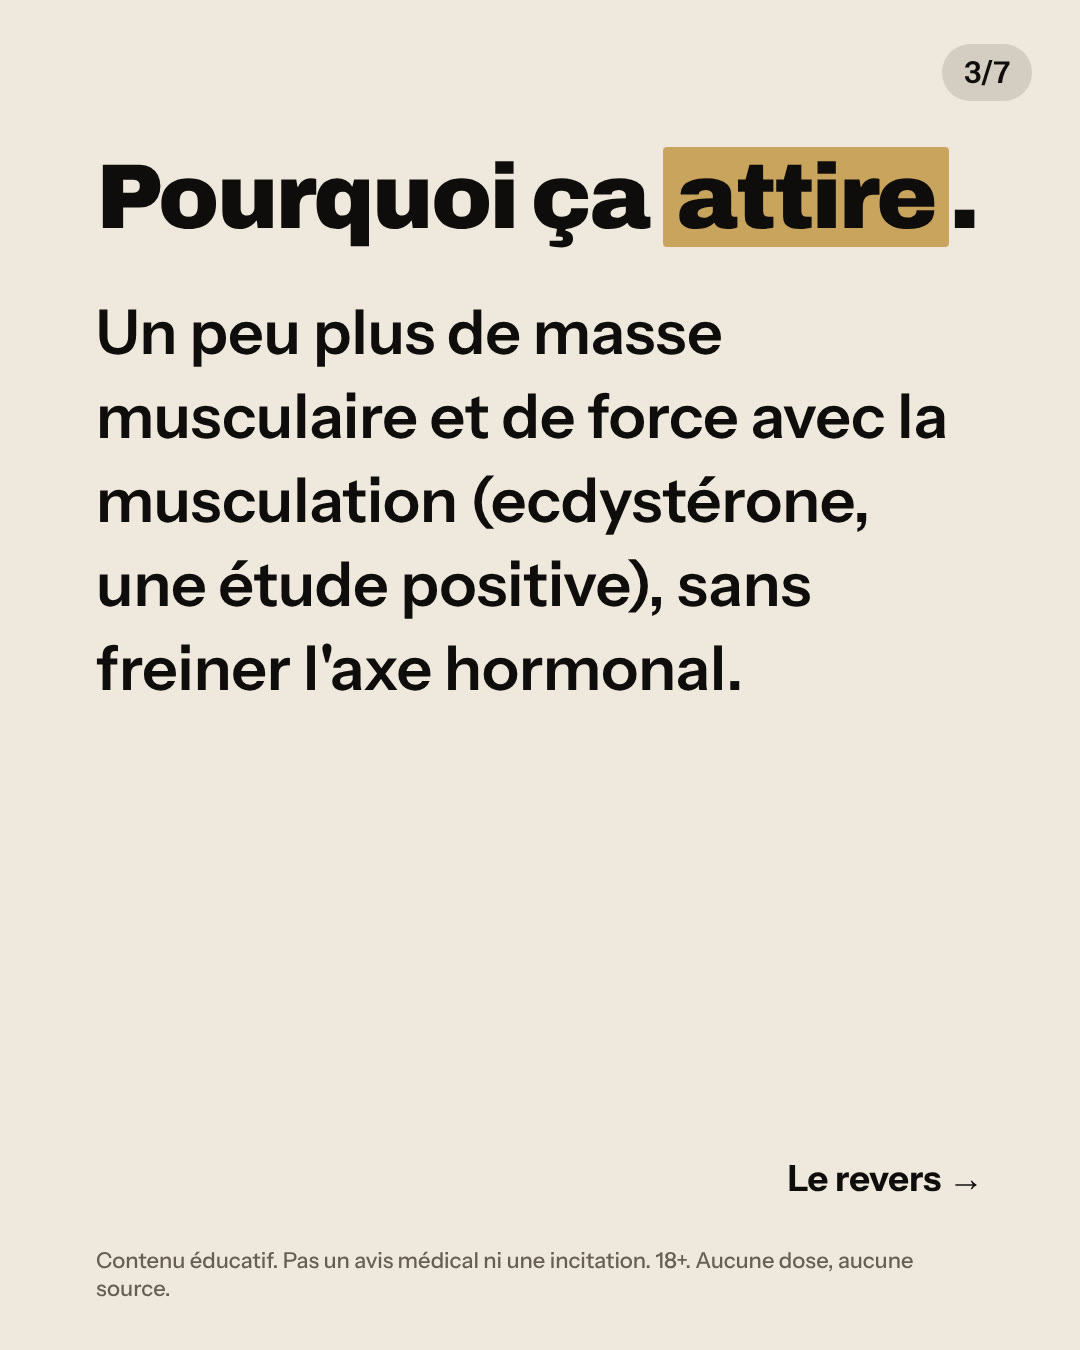 3/7
Pourquoi ça attire.
Un peu plus de masse
musculaire et de force avec la
musculation (ecdystérone,
une étude positive), sans
freiner l'axe hormonal.
Le revers →
Contenu éducatif. Pas un avis médical ni une incitation. 18+. Aucune dose, aucune
source.